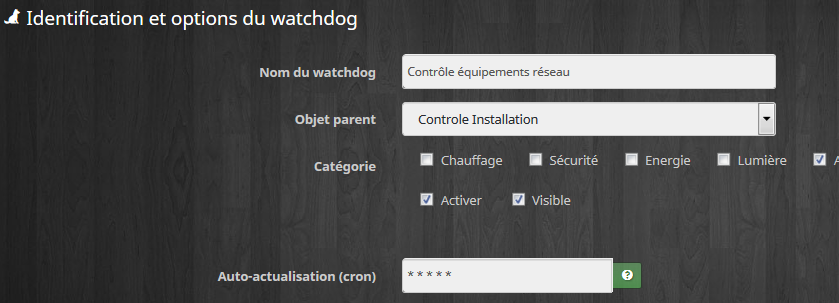 Identification et options du watchdog
Nom du watchdog Contrôle équipements réseau
Objet parent Controle Installation
Catégorie Chauffage Sécurité Energie Lumière
Activer Visible
Auto-actualisation (cron) * * * * * ?